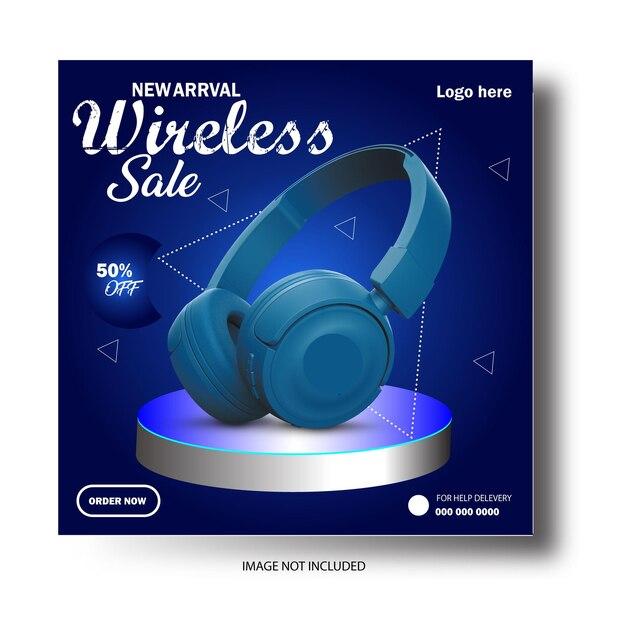 NEW ARRVAL
Logo here
Wireless
Sale
50%
OFF
ORDER NOW
FOR HELP DELEVERY
000 000 0000
IMAGE NOT INCLUDED